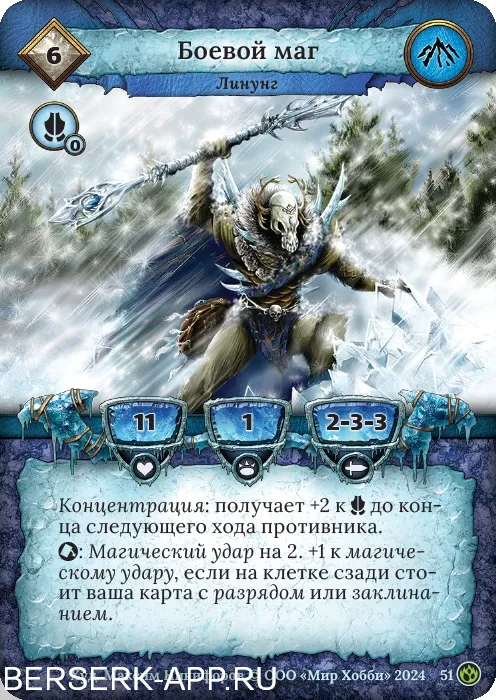 6
Боевой маг
Линунг
0
11
1
2-3-3
Концентрация: получает +2 к до кон-
ца следующего хода противника.
: Магический удар на 2. +1 к магиче-
скому удару, если на клетке сзади сто-
ит ваша карта с разрядом или заклина-
нием.
ООО «Мир Хобби» 2024 51
BERSERK-APP.RU